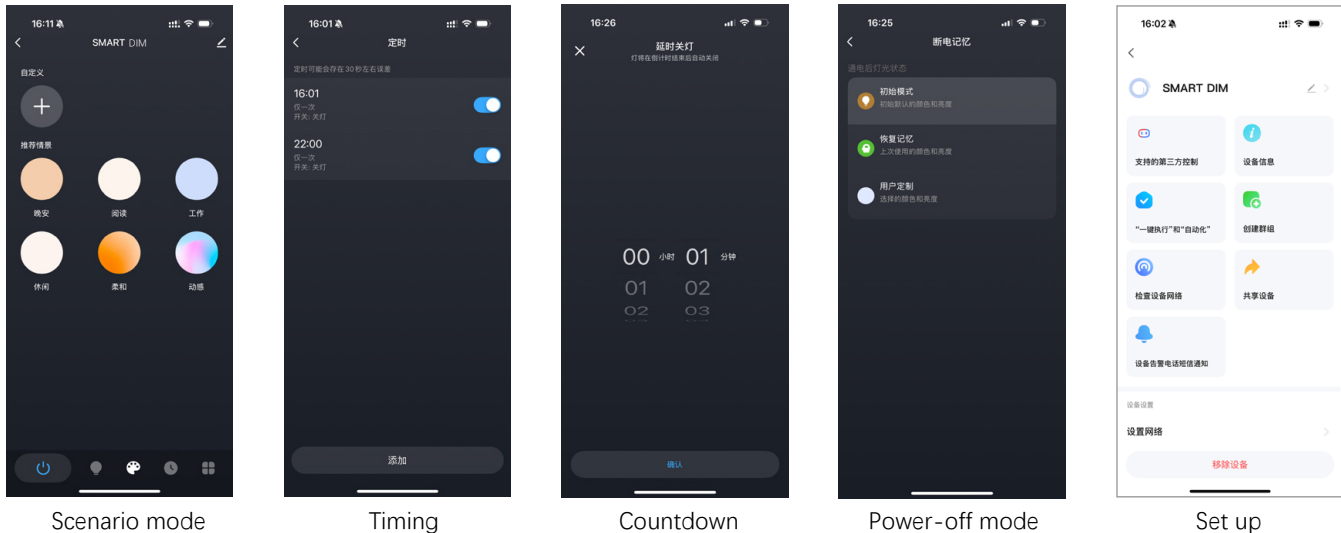 16:11
SMART DIM
自定义
推荐情景
晚安
阅读
工作
休闲
柔和
动感
Scenario mode
16:01
定时
定时可能会存在30秒左右误差
16:01
仅一次
开关: 关灯
22:00
仅一次
开关: 关灯
添加
Timing
16:26
延时关灯
灯将在倒计时结束后自动关闭
00 小时 01 分钟
01 02
02 03
确认
Countdown
16:25
断电记忆
通电后灯光状态
初始模式
初始默认的颜色和亮度
恢复记忆
上次使用的颜色和亮度
用户定制
选择的颜色和亮度
Power-off mode
16:02
SMART DIM
支持的第三方控制
设备信息
“一键执行”和“自动化”
创建群组
检查设备网络
共享设备
设备告警电话短信通知
设备设置
设置网络
移除设备
Set up